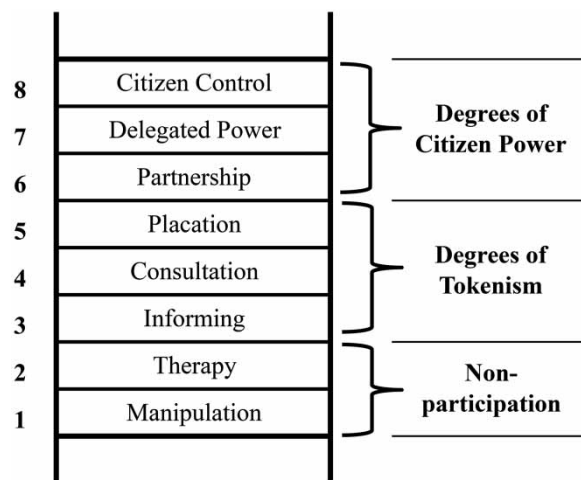 8 Citizen Control
7 Delegated Power
6 Partnership
Degrees of
Citizen Power
5 Placation
4 Consultation
3 Informing
Degrees of
Tokenism
2 Therapy
1 Manipulation
Non-
participation